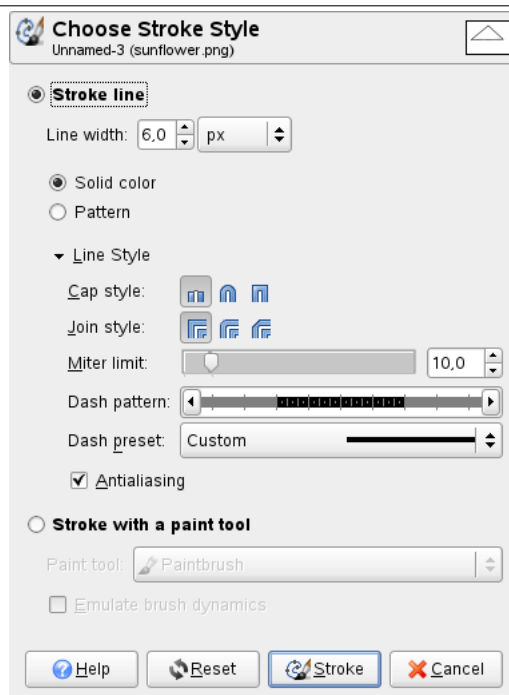 Choose Stroke Style
Unnamed-3 (sunflower.png)
Stroke line
Line width: 6,0 px
Solid color
Pattern
Line Style
Cap style:
Join style:
Miter limit: 10,0
Dash pattern:
Dash preset: Custom
Antialiasing
Stroke with a paint tool
Paint tool: Paintbrush
Emulate brush dynamics
Help Reset Stroke Cancel